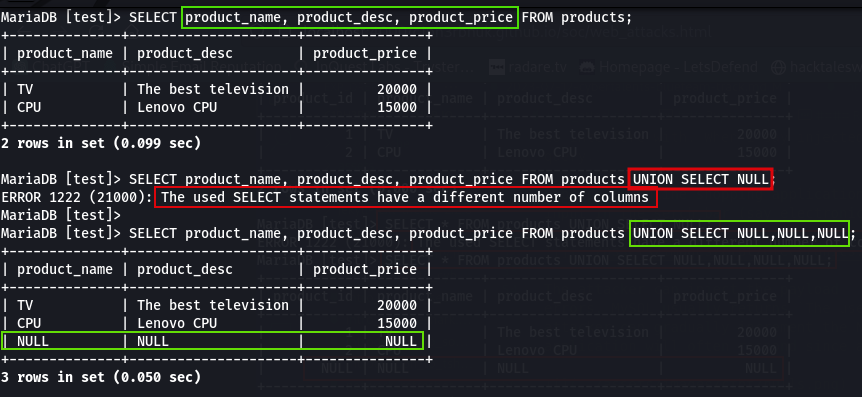 MariaDB [test]> SELECT product_name, product_desc, product_price FROM products;
+--------------+---------------------+---------------+
| product_name | product_desc        | product_price |
+--------------+---------------------+---------------+
| TV           | The best television |         20000 |
| CPU          | Lenovo CPU          |         15000 |
+--------------+---------------------+---------------+
2 rows in set (0.099 sec)
MariaDB [test]> SELECT product_name, product_desc, product_price FROM products UNION SELECT NULL;
ERROR 1222 (21000): The used SELECT statements have a different number of columns
MariaDB [test]>
MariaDB [test]> SELECT product_name, product_desc, product_price FROM products UNION SELECT NULL,NULL,NULL;
+--------------+---------------------+---------------+
| product_name | product_desc        | product_price |
+--------------+---------------------+---------------+
| TV           | The best television |         20000 |
| CPU          | Lenovo CPU          |         15000 |
| NULL         | NULL                |          NULL |
+--------------+---------------------+---------------+
3 rows in set (0.050 sec)